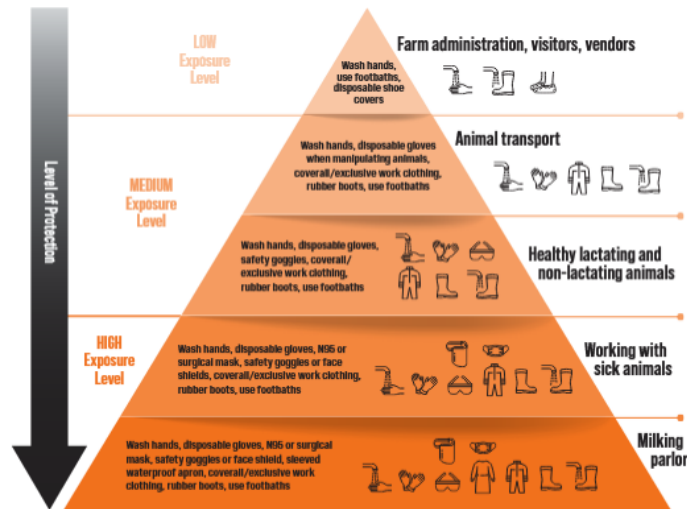 LOW
Exposure
Level
Wash hands,
use footbaths,
disposable shoe
covers
Farm administration, visitors, vendors
Level of Protection
MEDIUM
Exposure
Level
Wash hands, disposable gloves
when manipulating animals,
coverall/exclusive work clothing,
rubber boots, use footbaths
Animal transport
Wash hands, disposable gloves,
safety goggles, coverall/
exclusive work clothing,
rubber boots, use footbaths
Healthy lactating and
non-lactating animals
HIGH
Exposure
Level
Wash hands, disposable gloves, N95 or
surgical mask, safety goggles or face
shields, coverall/exclusive work clothing,
rubber boots, use footbaths
Working with
sick animals
Wash hands, disposable gloves, N95 or surgical
mask, safety goggles or face shield, sleeved
waterproof apron, coverall/exclusive work
clothing, rubber boots, use footbaths
Milking
parlor